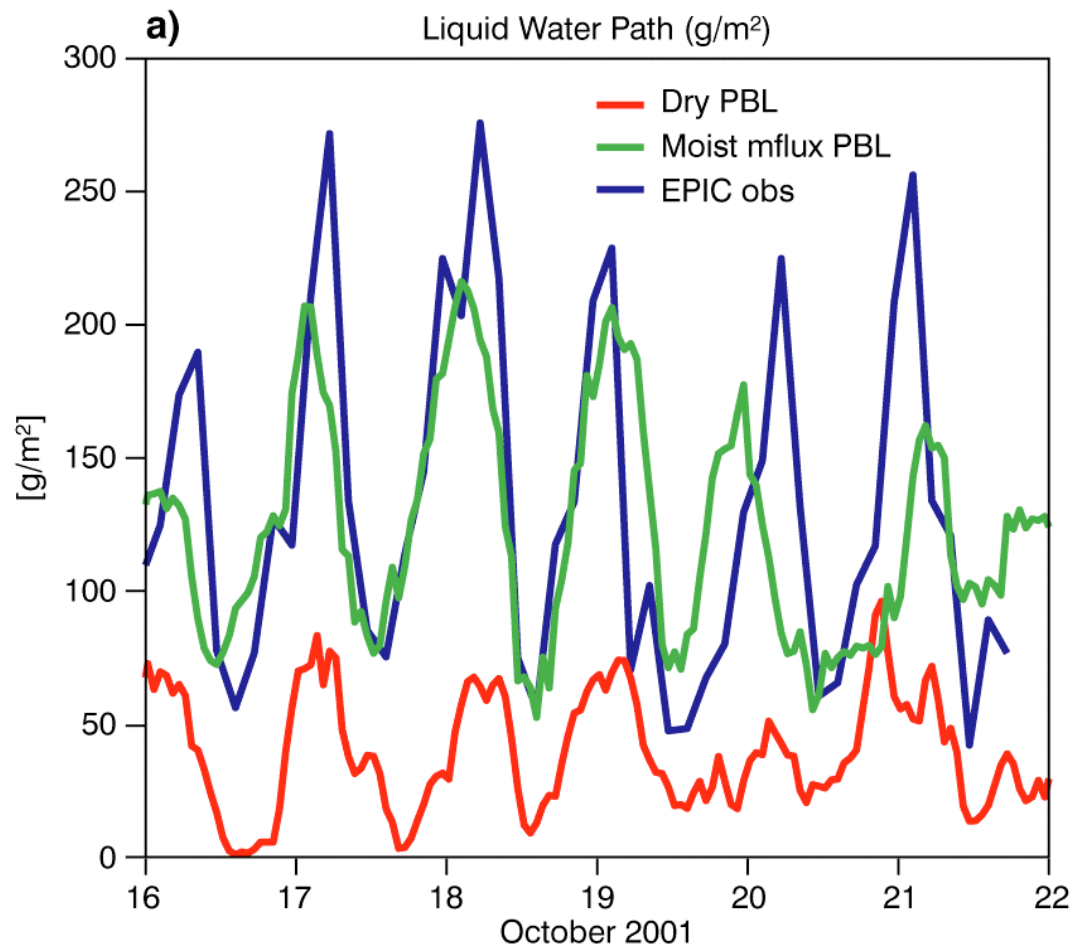 a) Liquid Water Path (g/m²)
300
250
200
150
100
50
0
[g/m²]
Dry PBL
Moist mflux PBL
EPIC obs
16 17 18 19 20 21 22
October 2001